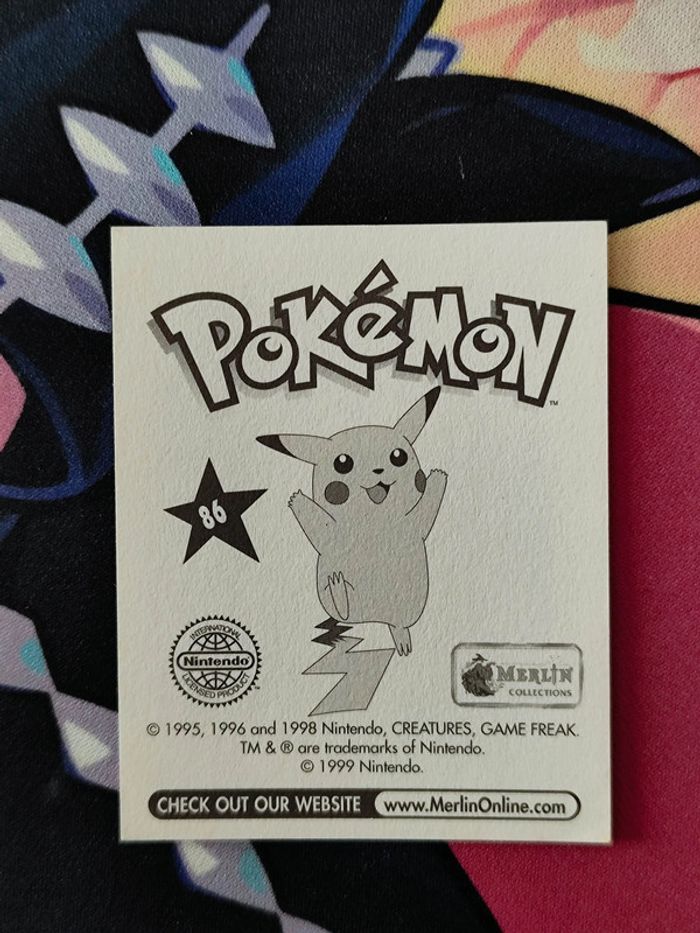 POKéMON
™
86
INTERNATIONAL
Nintendo®
LICENSED PRODUCT
MERLIN
COLLECTIONS
© 1995, 1996 and 1998 Nintendo, CREATURES, GAME FREAK.
TM & ® are trademarks of Nintendo.
© 1999 Nintendo.
CHECK OUT OUR WEBSITE www.MerlinOnline.com